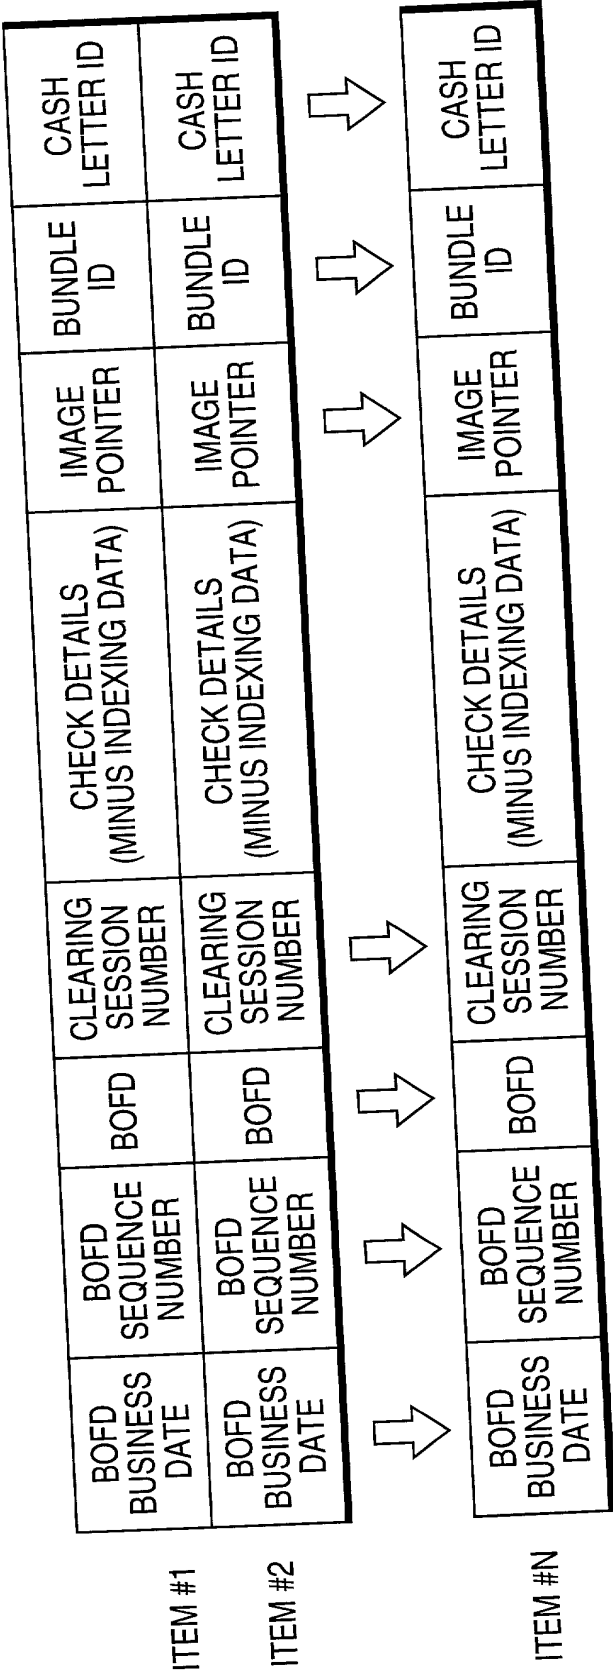 ITEM #1
BOFD
BUSINESS
DATE
BOFD
SEQUENCE
NUMBER
BOFD
CLEARING
SESSION
NUMBER
CHECK DETAILS
(MINUS INDEXING DATA)
IMAGE
POINTER
BUNDLE
ID
CASH
LETTER ID
ITEM #2
BOFD
BUSINESS
DATE
BOFD
SEQUENCE
NUMBER
BOFD
CLEARING
SESSION
NUMBER
CHECK DETAILS
(MINUS INDEXING DATA)
IMAGE
POINTER
BUNDLE
ID
CASH
LETTER ID
ITEM #N
BOFD
BUSINESS
DATE
BOFD
SEQUENCE
NUMBER
BOFD
CLEARING
SESSION
NUMBER
CHECK DETAILS
(MINUS INDEXING DATA)
IMAGE
POINTER
BUNDLE
ID
CASH
LETTER ID